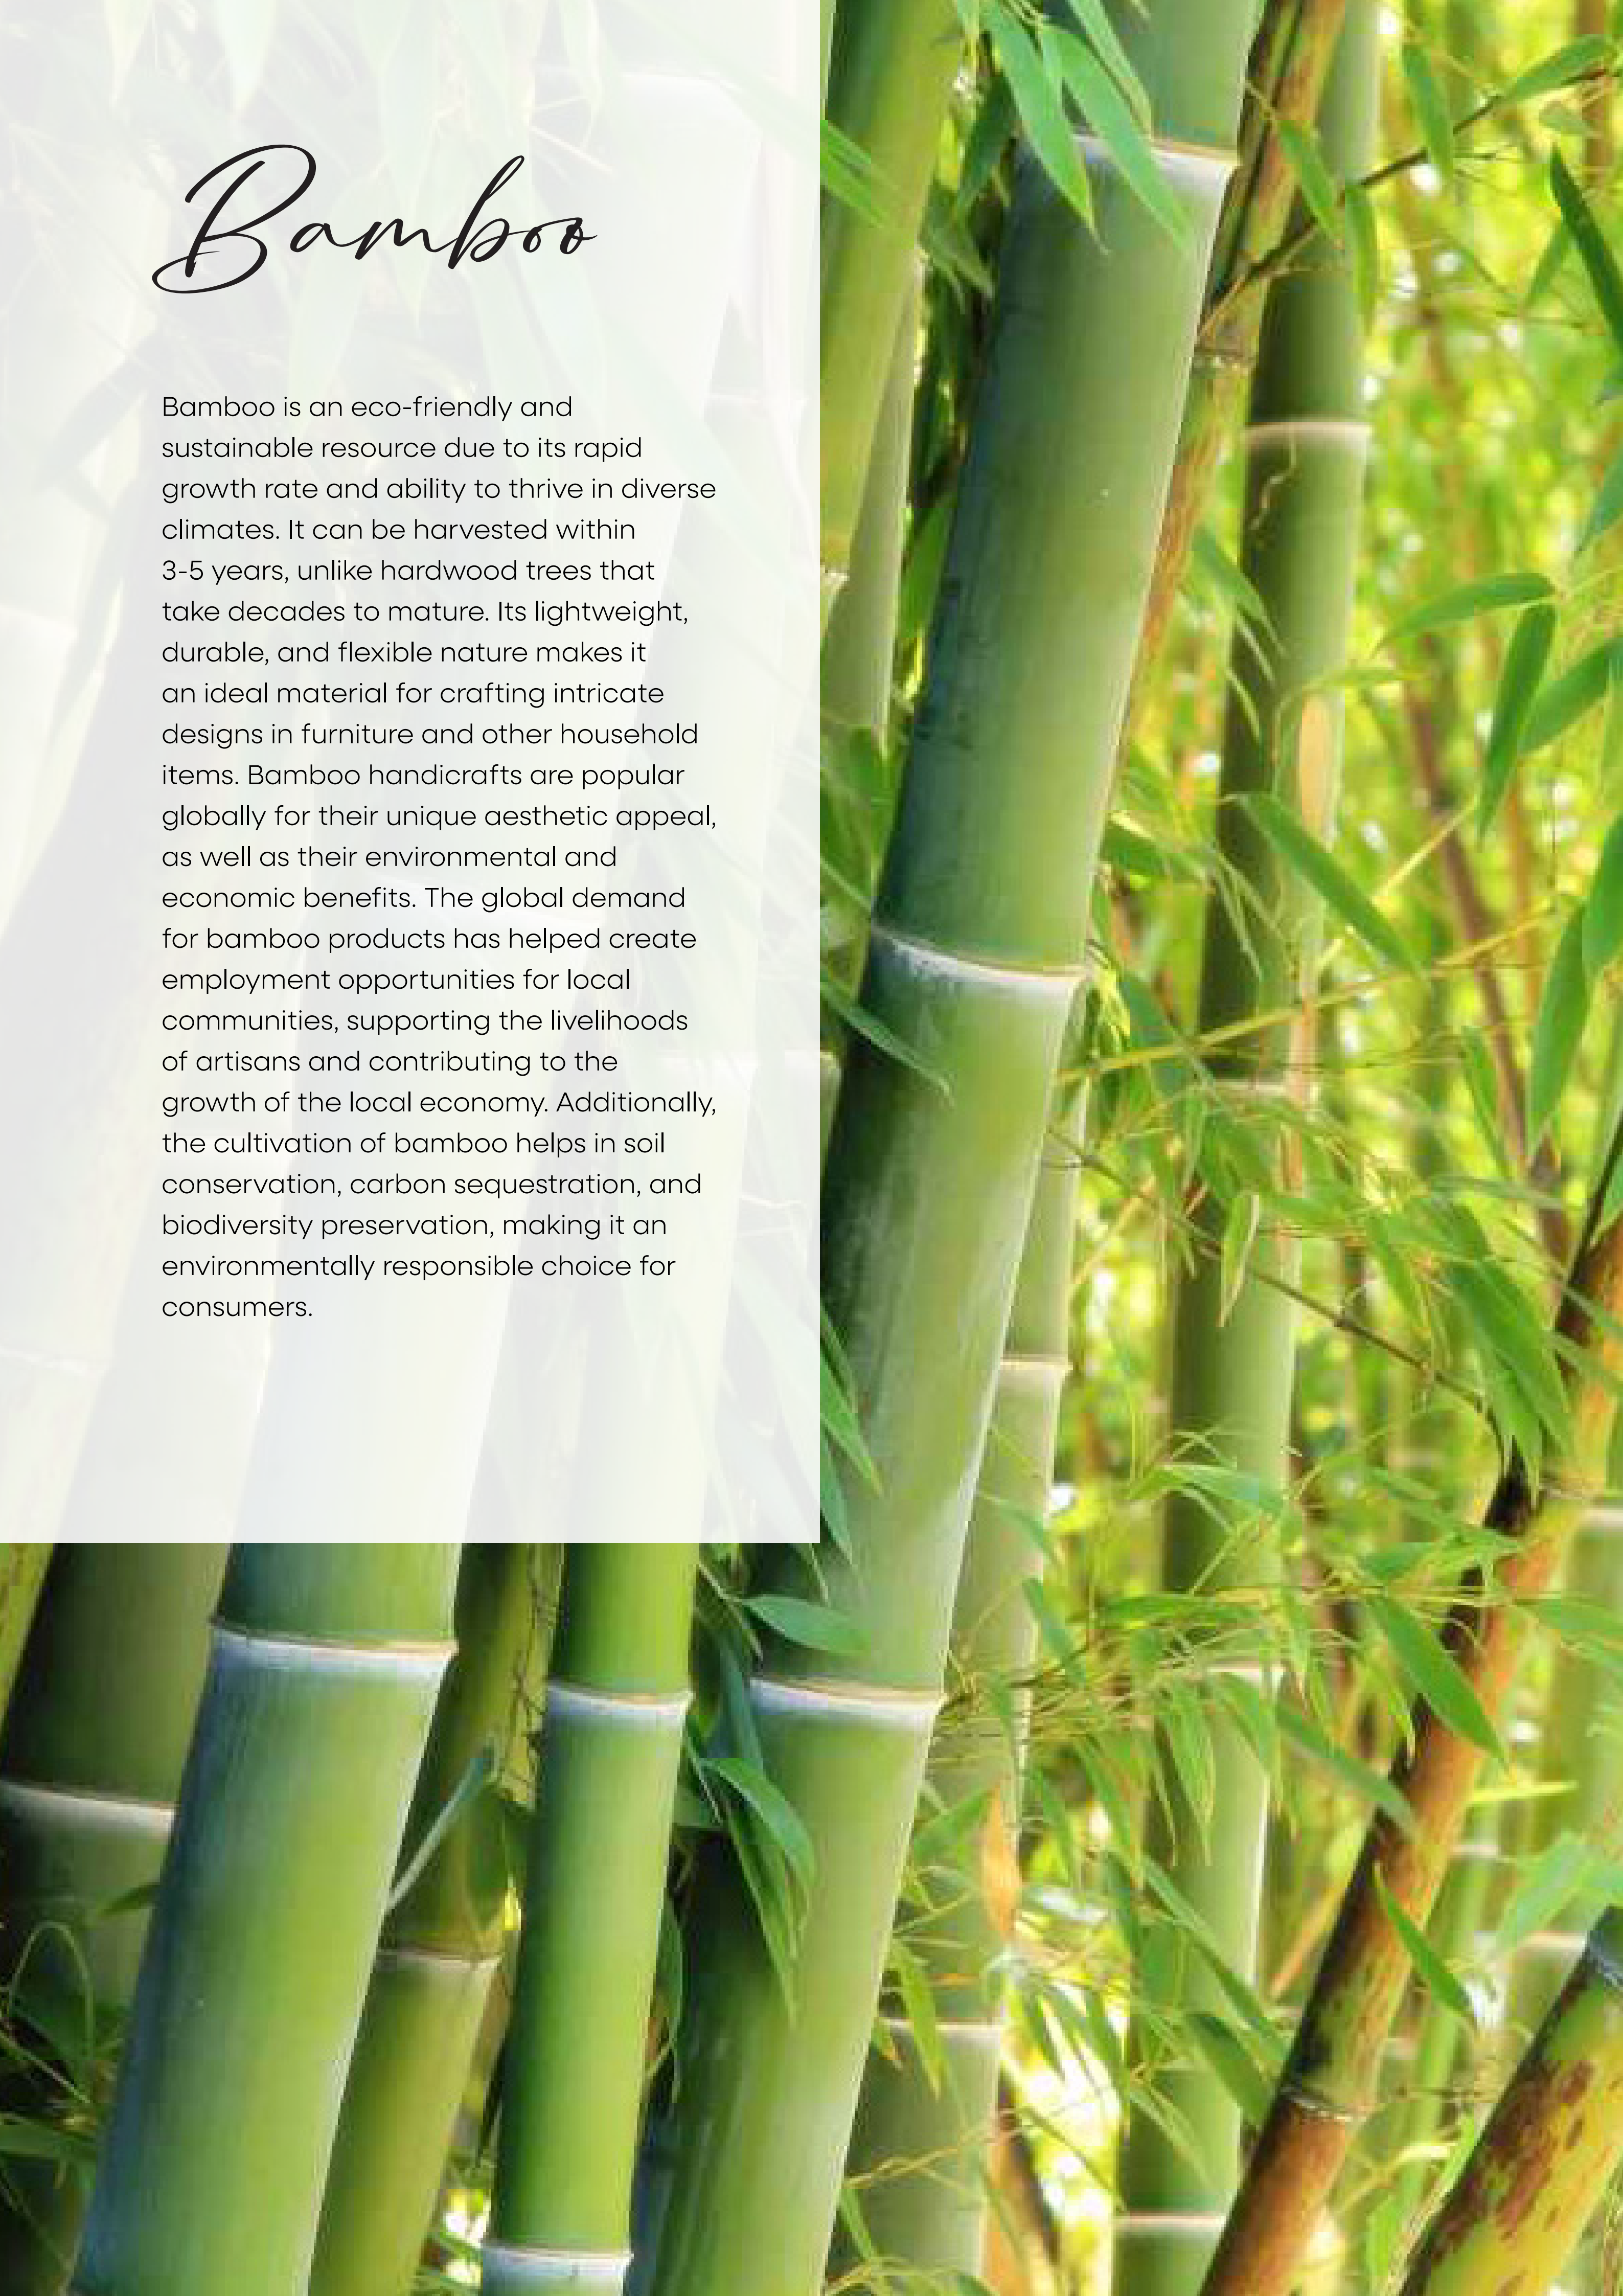 Bamboo
Bamboo is an eco-friendly and
sustainable resource due to its rapid
growth rate and ability to thrive in diverse
climates. It can be harvested within
3-5 years, unlike hardwood trees that
take decades to mature. Its lightweight,
durable, and flexible nature makes it
an ideal material for crafting intricate
designs in furniture and other household
items. Bamboo handicrafts are popular
globally for their unique aesthetic appeal,
as well as their environmental and
economic benefits. The global demand
for bamboo products has helped create
employment opportunities for local
communities, supporting the livelihoods
of artisans and contributing to the
growth of the local economy. Additionally,
the cultivation of bamboo helps in soil
conservation, carbon sequestration, and
biodiversity preservation, making it an
environmentally responsible choice for
consumers.